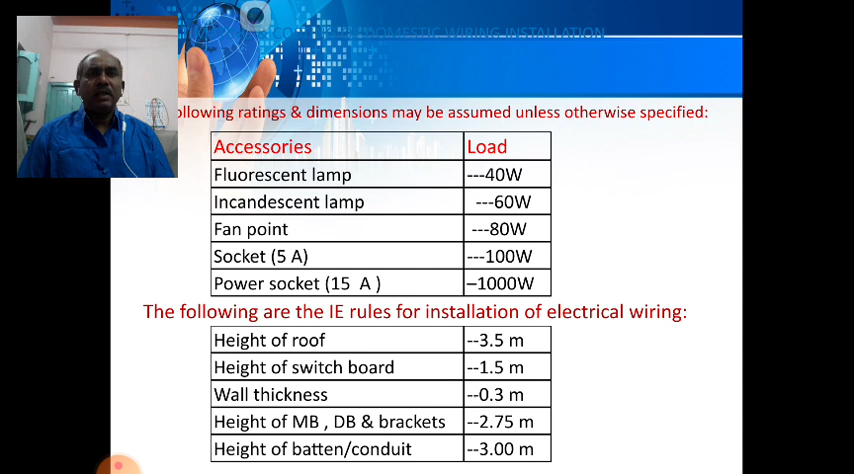 DOMESTIC WIRING INSTALLATION
ollowing ratings & dimensions may be assumed unless otherwise specified:
Accessories Load
Fluorescent lamp ---40W
Incandescent lamp ---60W
Fan point ---80W
Socket (5 A) ---100W
Power socket (15 A ) –1000W
The following are the IE rules for installation of electrical wiring:
Height of roof --3.5 m
Height of switch board --1.5 m
Wall thickness --0.3 m
Height of MB , DB & brackets --2.75 m
Height of batten/conduit --3.00 m